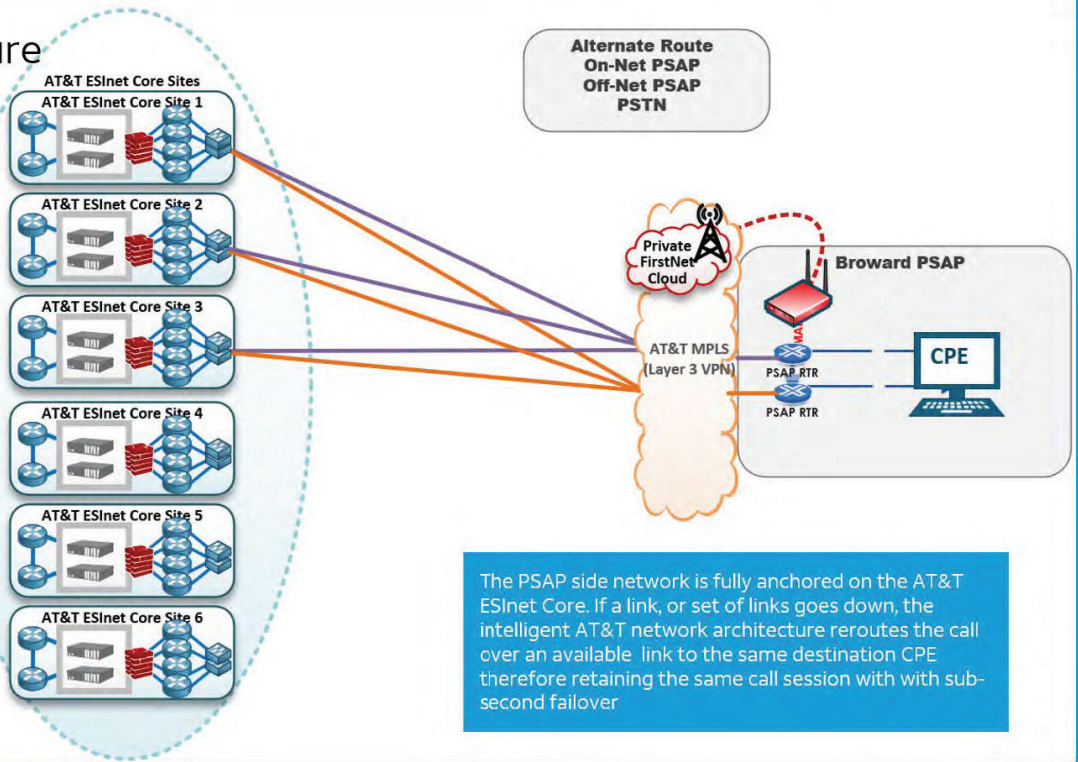 ure
AT&T ESInet Core Sites
AT&T ESInet Core Site 1
AT&T ESInet Core Site 2
AT&T ESInet Core Site 3
AT&T ESInet Core Site 4
AT&T ESInet Core Site 5
AT&T ESInet Core Site 6
Alternate Route
On-Net PSAP
Off-Net PSAP
PSTN
Private
FirstNet
Cloud
AT&T MPLS
(Layer 3 VPN)
Broward PSAP
PSAP RTR
PSAP RTR
CPE
The PSAP side network is fully anchored on the AT&T
ESInet Core. If a link, or set of links goes down, the
intelligent AT&T network architecture reroutes the call
over an available link to the same destination CPE
therefore retaining the same call session with with sub-
second failover